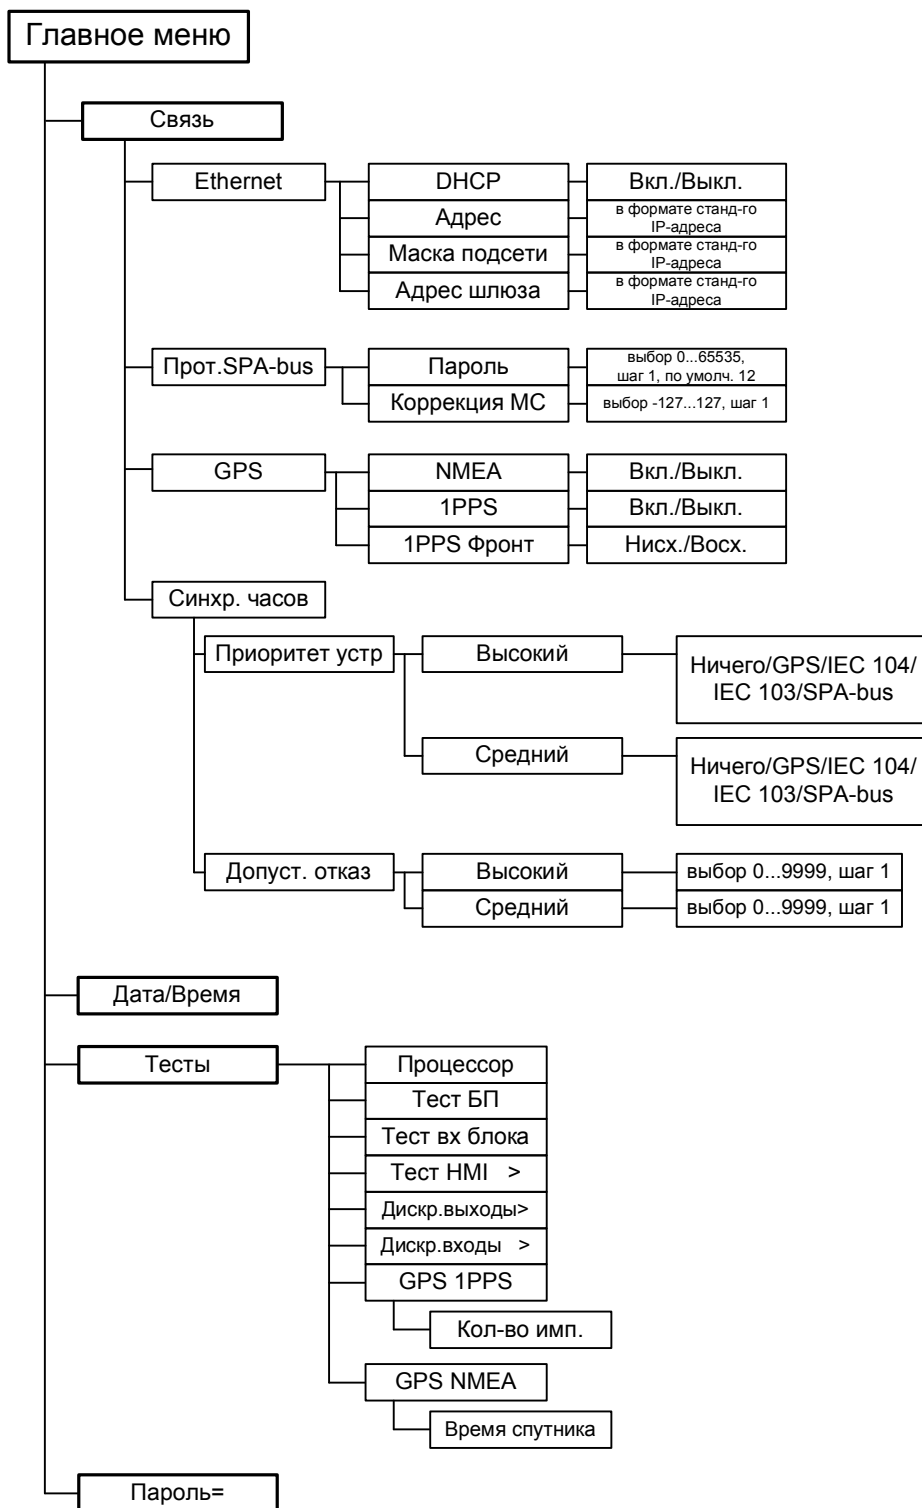 Главное меню
Связь
Ethernet
DHCP
Вкл./Выкл.
Адрес
в формате станд-го
IP-адреса
Маска подсети
в формате станд-го
IP-адреса
Адрес шлюза
в формате станд-го
IP-адреса
Прот.SPA-bus
Пароль
выбор 0...65535,
шаг 1, по умолч. 12
Коррекция МС
выбор -127...127, шаг 1
GPS
NMEA
Вкл./Выкл.
1PPS
Вкл./Выкл.
1PPS Фронт
Нисх./Восх.
Синхр. часов
Приоритет устр
Высокий
Ничего/GPS/IEC 104/
IEC 103/SPA-bus
Средний
Ничего/GPS/IEC 104/
IEC 103/SPA-bus
Допуст. отказ
Высокий
выбор 0...9999, шаг 1
Средний
выбор 0...9999, шаг 1
Дата/Время
Тесты
Процессор
Тест БП
Тест вх блока
Тест HMI >
Дискр.выходы>
Дискр.входы >
GPS 1PPS
Кол-во имп.
GPS NMEA
Время спутника
Пароль=